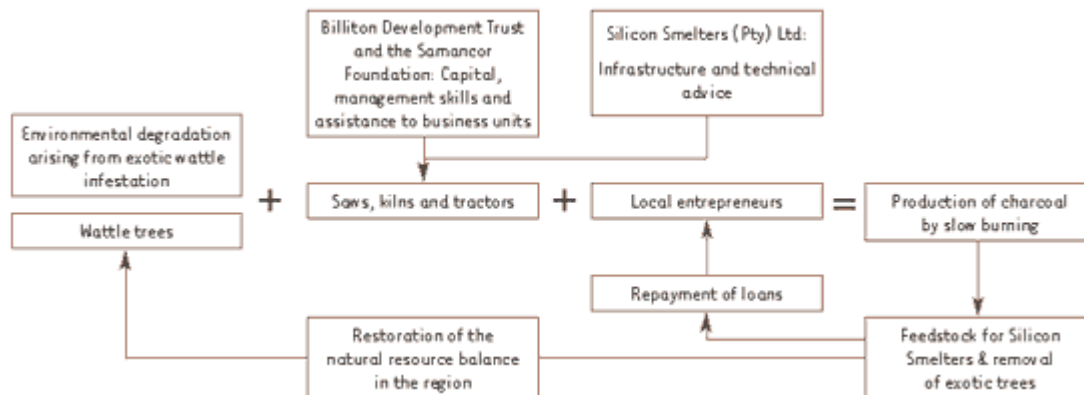 Billiton Development Trust
and the Samancor
Foundation: Capital,
management skills and
assistance to business units
Silicon Smelters (Pty) Ltd:
Infrastructure and technical
advice
Environmental degradation
arising from exotic wattle
infestation
Wattle trees
+
Saws, kilns and tractors
+
Local entrepreneurs
=
Production of charcoal
by slow burning
Repayment of loans
Restoration of the
natural resource balance
in the region
Feedstock for Silicon
Smelters & removal
of exotic trees